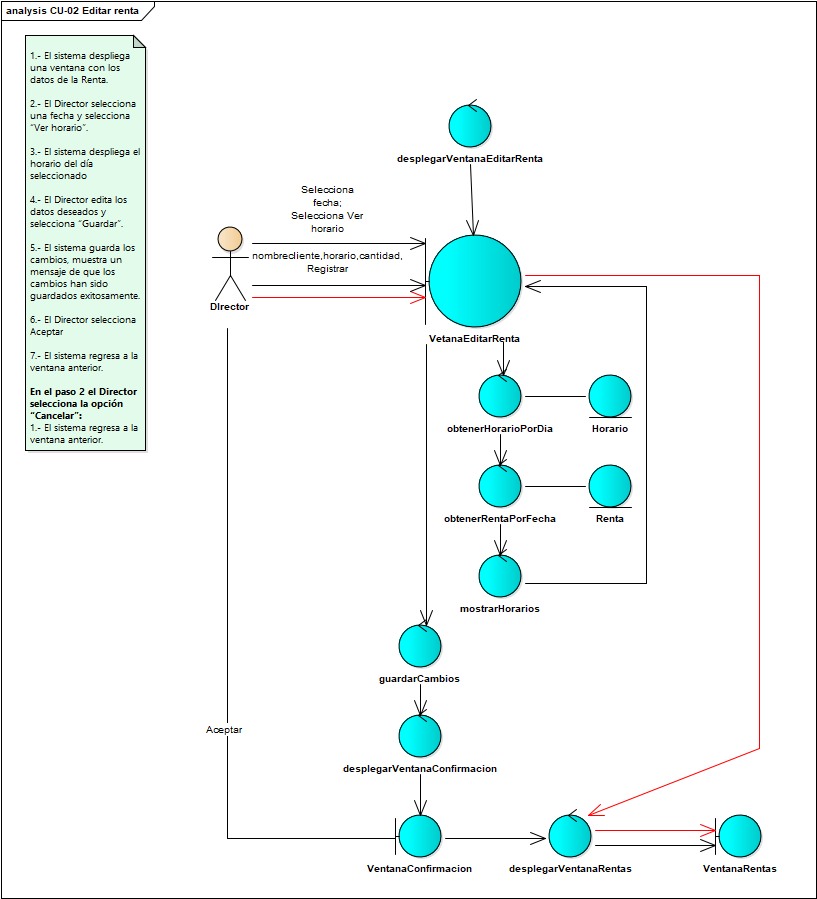 analysis CU-02 Editar renta
1.- El sistema despliega
una ventana con los
datos de la Renta.
2.- El Director selecciona
una fecha y selecciona
“Ver horario”.
3.- El sistema despliega el
horario del día
seleccionado
4.- El Director edita los
datos deseados y
selecciona “Guardar”.
5.- El sistema guarda los
cambios, muestra un
mensaje de que los
cambios han sido
guardados exitosamente.
6.- El Director selecciona
Aceptar
7.- El sistema regresa a la
ventana anterior.
En el paso 2 el Director
selecciona la opción
“Cancelar”:
1.- El sistema regresa a la
ventana anterior.
desplegarVentanaEditarRenta
Selecciona
fecha;
Selecciona Ver
horario
nombrecliente,horario,cantidad,
Registrar
Director
VetanaEditarRenta
obtenerHorarioPorDia
Horario
obtenerRentaPorFecha
Renta
mostrarHorarios
guardarCambios
Aceptar
desplegarVentanaConfirmacion
VentanaConfirmacion
desplegarVentanaRentas
VentanaRentas